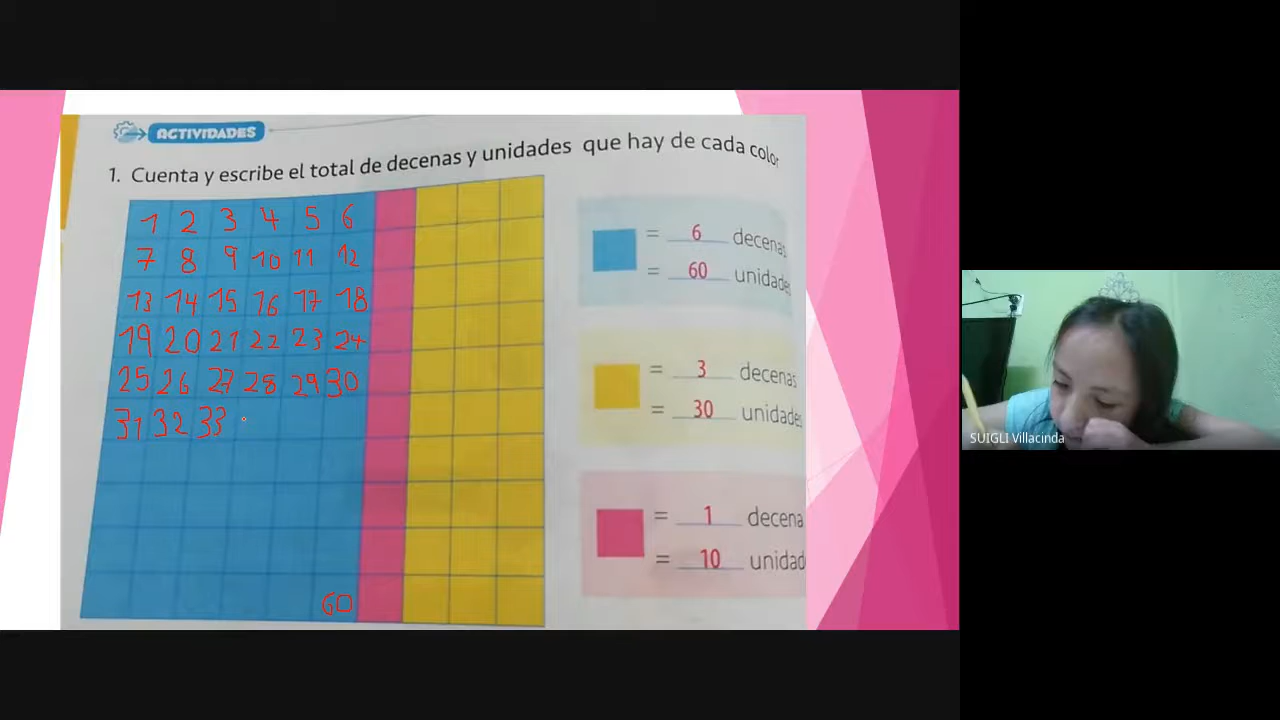 ACTIVIDADES
1. Cuenta y escribe el total de decenas y unidades que hay de cada color
1 2 3 4 5 6
7 8 9 10 11 12
13 14 15 16 17 18
19 20 21 22 23 24
25 26 27 28 29 30
31 32 33
60
= 6 decenas
= 60 unidades
= 3 decenas
= 30 unidades
= 1 decena
= 10 unidad
SUIGLI Villacinda